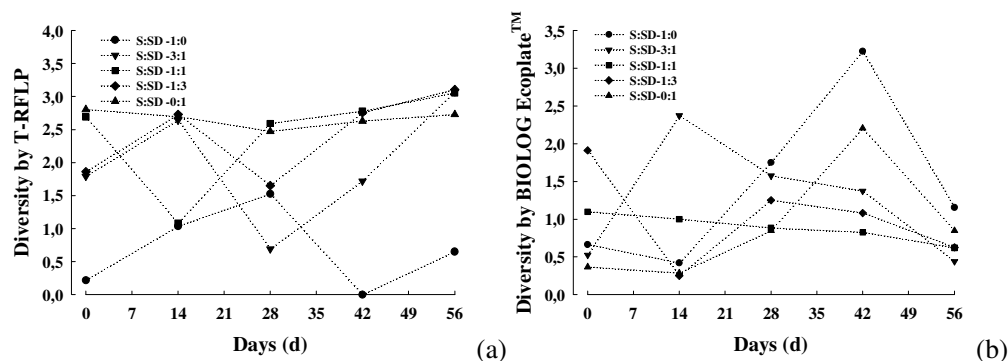 Diversity by T-RFLP
4,0
3,5
3,0
2,5
2,0
1,5
1,0
0,5
0,0
S:SD -1:0
S:SD -3:1
S:SD -1:1
S:SD -1:3
S:SD -0:1
0 7 14 21 28 35 42 49 56
Days (d)
(a)
Diversity by BIOLOG Ecoplate™
3,5
3,0
2,5
2,0
1,5
1,0
0,5
0,0
S:SD-1:0
S:SD-3:1
S:SD-1:1
S:SD-1:3
S:SD-0:1
0 7 14 21 28 35 42 49 56
Days (d)
(b)